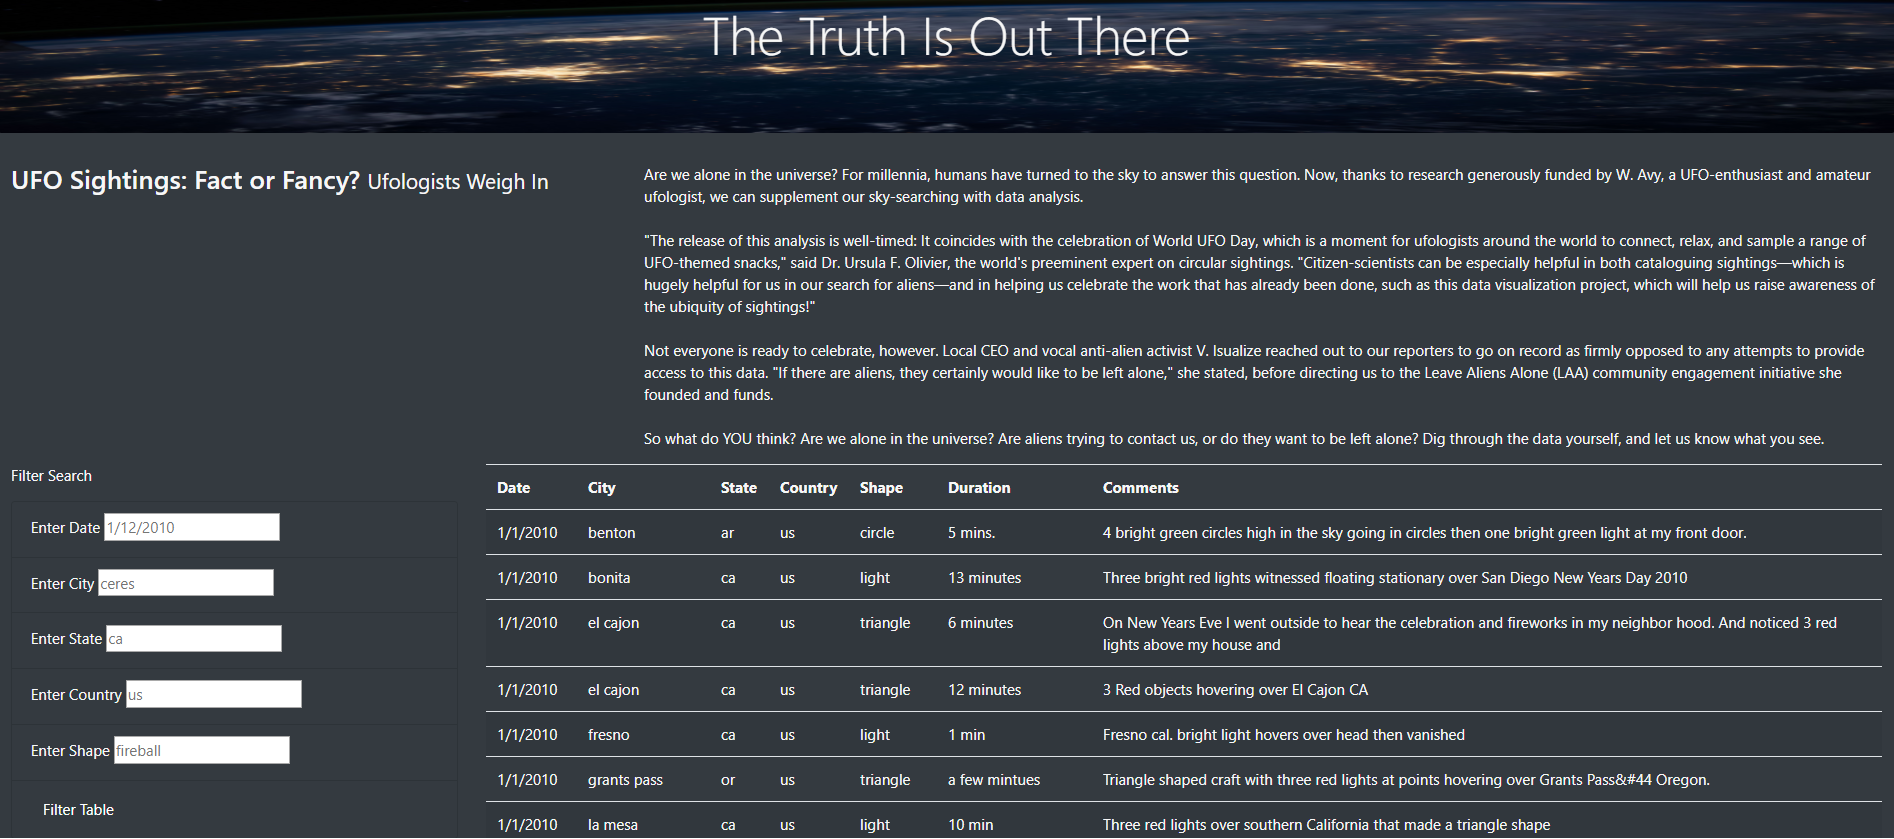 The Truth Is Out There
UFO Sightings: Fact or Fancy? Ufologists Weigh In
Are we alone in the universe? For millennia, humans have turned to the sky to answer this question. Now, thanks to research generously funded by W. Avy, a UFO-enthusiast and amateur
ufologist, we can supplement our sky-searching with data analysis.
"The release of this analysis is well-timed: It coincides with the celebration of World UFO Day, which is a moment for ufologists around the world to connect, relax, and sample a range of
UFO-themed snacks," said Dr. Ursula F. Olivier, the world's preeminent expert on circular sightings. "Citizen-scientists can be especially helpful in both cataloguing sightings—which is
hugely helpful for us in our search for aliens—and in helping us celebrate the work that has already been done, such as this data visualization project, which will help us raise awareness of
the ubiquity of sightings!"
Not everyone is ready to celebrate, however. Local CEO and vocal anti-alien activist V. Isualize reached out to our reporters to go on record as firmly opposed to any attempts to provide
access to this data. "If there are aliens, they certainly would like to be left alone," she stated, before directing us to the Leave Aliens Alone (LAA) community engagement initiative she
founded and funds.
So what do YOU think? Are we alone in the universe? Are aliens trying to contact us, or do they want to be left alone? Dig through the data yourself, and let us know what you see.
Filter Search
Enter Date 1/12/2010
Enter City ceres
Enter State ca
Enter Country us
Enter Shape fireball
Filter Table
Date City State Country Shape Duration Comments
1/1/2010 benton ar us circle 5 mins. 4 bright green circles high in the sky going in circles then one bright green light at my front door.
1/1/2010 bonita ca us light 13 minutes Three bright red lights witnessed floating stationary over San Diego New Years Day 2010
1/1/2010 el cajon ca us triangle 6 minutes On New Years Eve I went outside to hear the celebration and fireworks in my neighbor hood. And noticed 3 red
lights above my house and
1/1/2010 el cajon ca us triangle 12 minutes 3 Red objects hovering over El Cajon CA
1/1/2010 fresno ca us light 1 min Fresno cal. bright light hovers over head then vanished
1/1/2010 grants pass or us triangle a few mintues Triangle shaped craft with three red lights at points hovering over Grants Pass&#44 Oregon.
1/1/2010 la mesa ca us light 10 min Three red lights over southern California that made a triangle shape